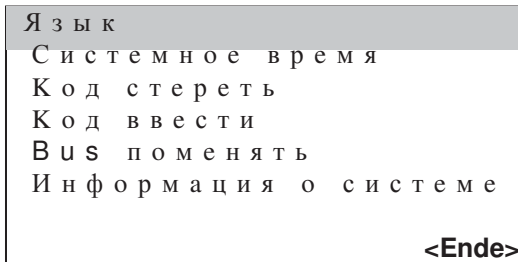 Язык
Системное время
Код стереть
Код ввести
Bus поменять
Информация о системе
<Ende>